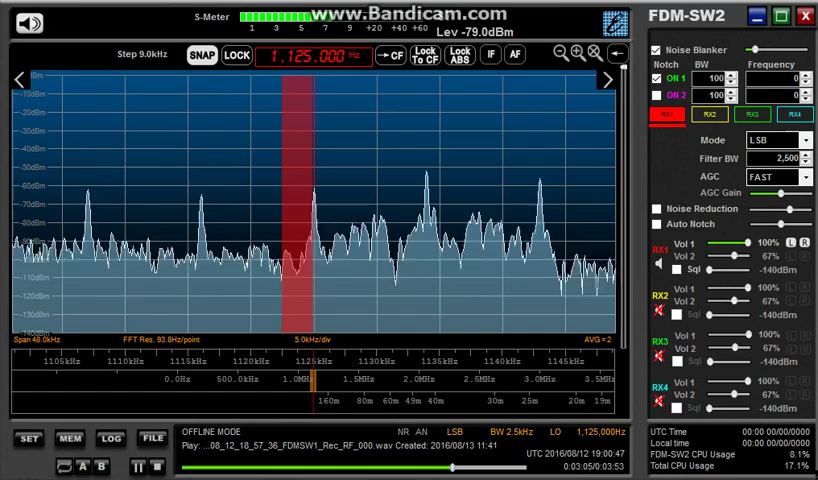 www.Bandicam.com
FDM-SW2
S-Meter
1 3 5 7 9 +20 +40 +60
Lev -79.0dBm
Step 9.0kHz
SNAP
LOCK
1.125.000 Hz
→CF
Lock To CF
Lock ABS
IF
AF
-10dBm
-20dBm
-30dBm
-40dBm
-50dBm
-60dBm
-70dBm
-80dBm
-90dBm
-100dBm
-110dBm
-120dBm
-130dBm
Span 48.0kHz
FFT Res. 93.8Hz/point
5.0kHz/div
AVG = 2
1105kHz 1110kHz 1115kHz 1120kHz 1125kHz 1130kHz 1135kHz 1140kHz 1145kHz
0.0Hz 500.0kHz 1.0MHz 1.5MHz 2.0MHz 2.5MHz 3.0MHz 3.5MHz
160m 80m 60m 49m 40m 30m 25m 20m 19m
Noise Blanker
Notch BW Frequency
ON 1 100 0
ON 2 100 0
RX1 RX2 RX3 RX4
Mode LSB
Filter BW 2,500
AGC FAST
AGC Gain
Noise Reduction
Auto Notch
RX1 Vol 1 100% L R
Vol 2 67% L R
Sql -140dBm
RX2 Vol 1 100% L R
Vol 2 67% L R
Sql -140dBm
RX3 Vol 1 100% L R
Vol 2 67% L R
Sql -140dBm
RX4 Vol 1 100% L R
Vol 2 67% L R
Sql -140dBm
SET MEM LOG FILE
A B
OFFLINE MODE NR AN LSB BW 2.5kHz LO 1,125,000Hz
Play: ...08_12_18_57_36_FDMSW1_Rec_RF_000.wav Created: 2016/08/13 11:41
UTC 2016/08/12 19:00:47
0:03:05/0:03:53
UTC Time 00:00 00/00/0000
Local time 00:00 00/00/0000
FDM-SW2 CPU Usage 8.1%
Total CPU Usage 17.1%